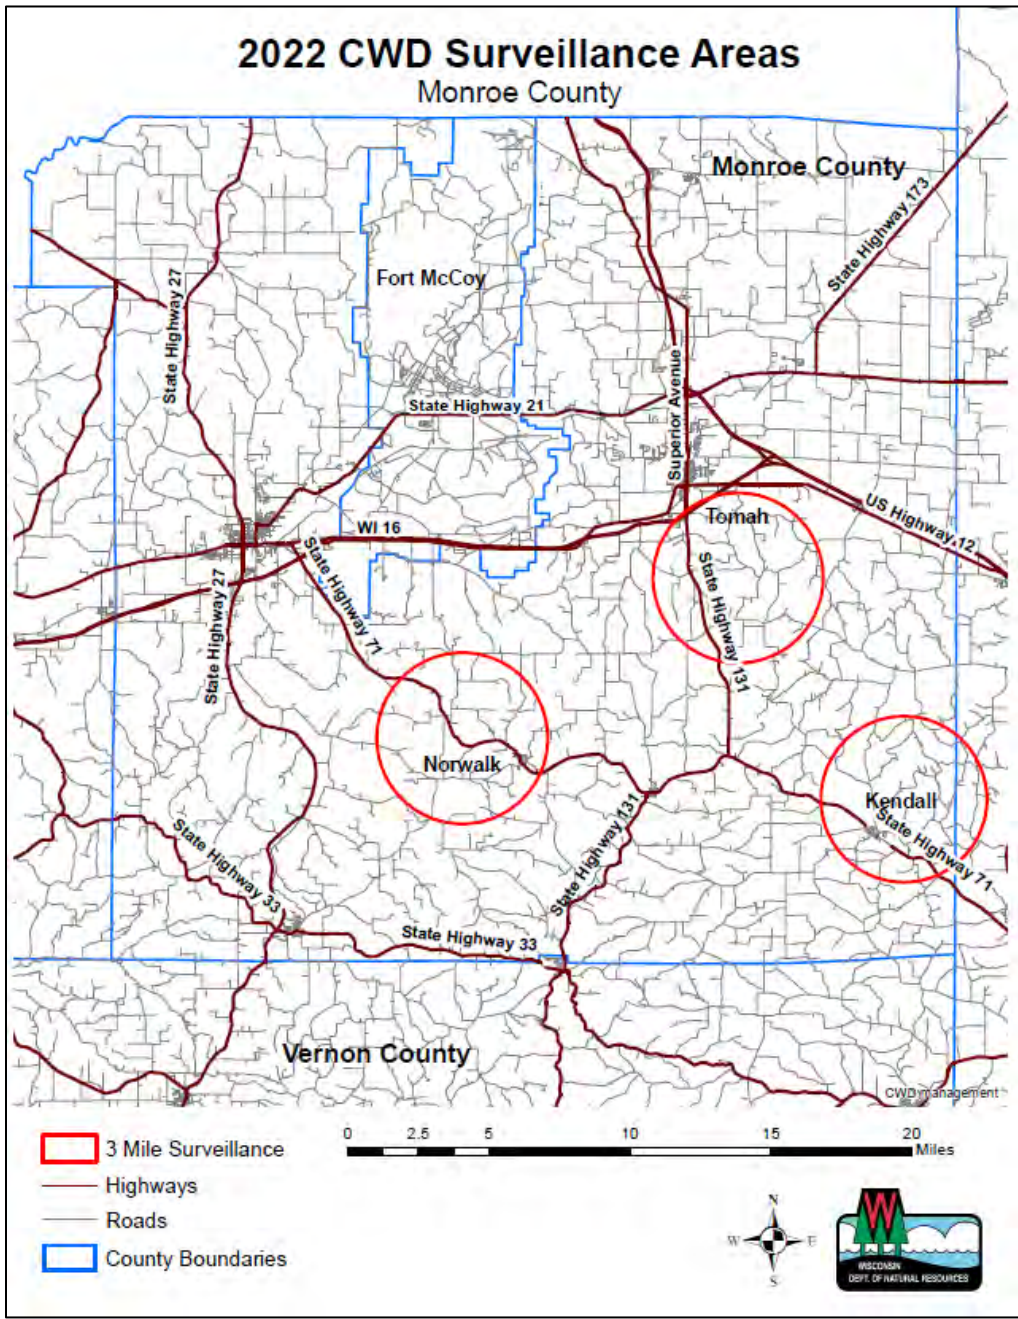 2022 CWD Surveillance Areas
Monroe County
Monroe County
State Highway 173
State Highway 27
Fort McCoy
Superior Avenue
State Highway 21
US Highway 12
Tomah
WI 16
State Highway 71
State Highway 27
State Highway 131
Norwalk
Kendall
State Highway 71
State Highway 131
State Highway 33
State Highway 33
Vernon County
CWDmanagement
3 Mile Surveillance
Highways
Roads
County Boundaries
0 2.5 5 10 15 20
Miles
N
W E
S
W
WISCONSIN
DEPT. OF NATURAL RESOURCES